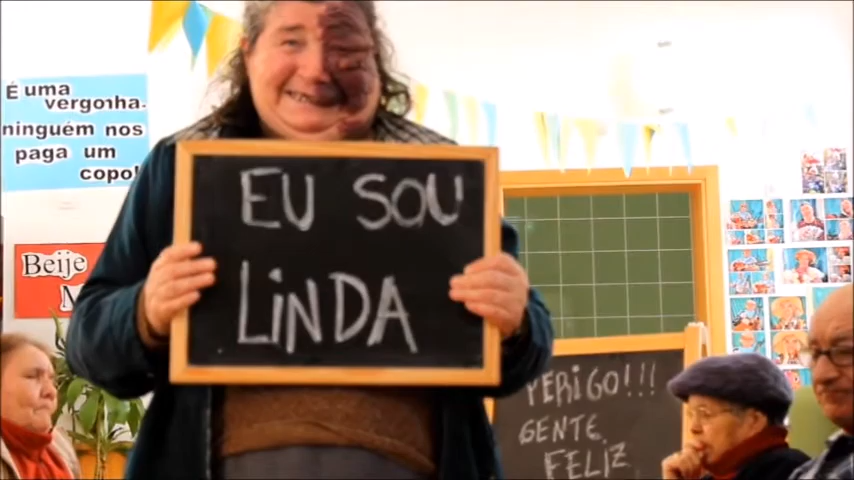 É uma
vergonha.
ninguém nos
paga um
copo!
EU SOU
LINDA
Beije
PERIGO!!!
GENTE
FELIZ